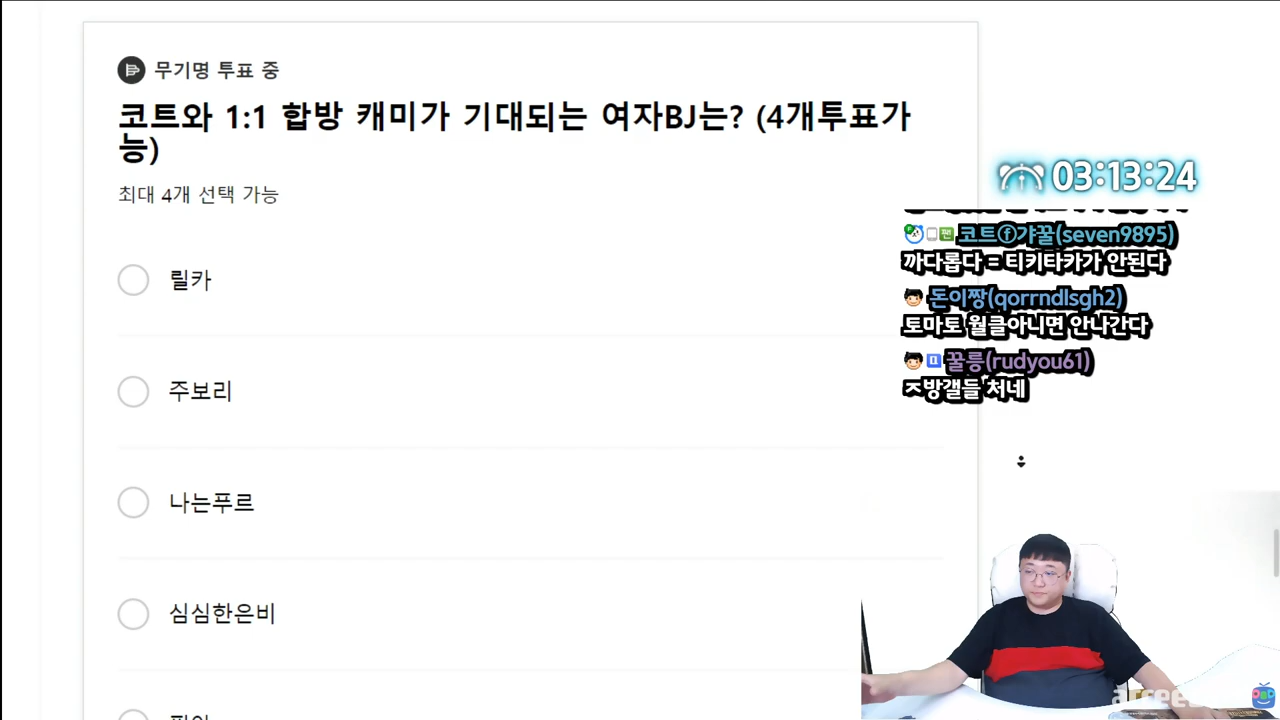 무기명 투표 중
코트와 1:1 합방 캐미가 기대되는 여자BJ는? (4개투표가
능)
최대 4개 선택 가능
릴카
주보리
나는푸르
심심한은비
03:13:24
팬 코트ⓕ갸꿀(seven9895)
까다롭다 = 티키타카가 안된다
돈이짱(qorrndlsgh2)
토마토 월클아니면 안나간다
꿀릉(rudyou61)
ㅈ방갤들 처네